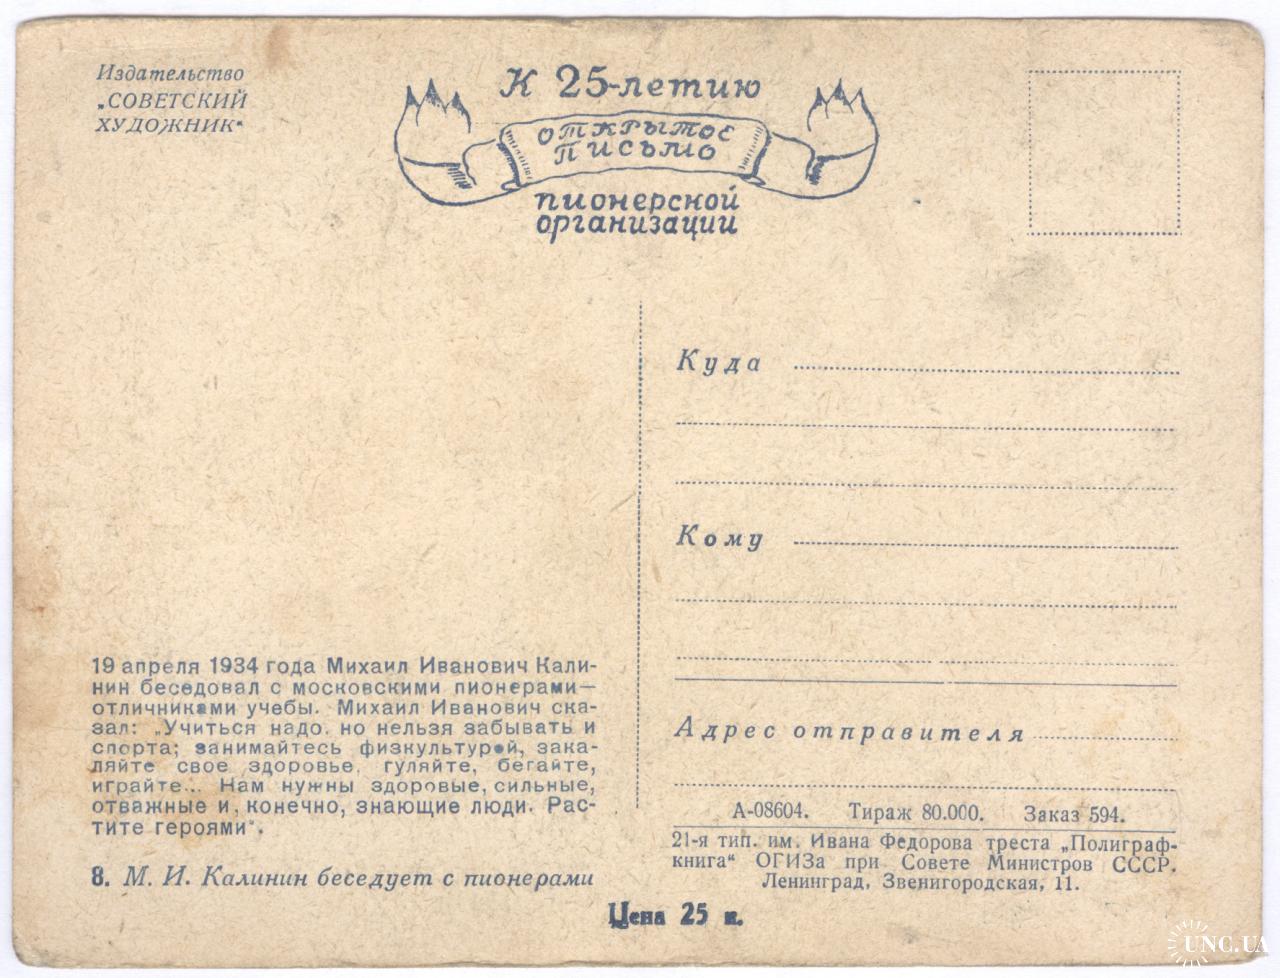 Издательство
„СОВЕТСКИЙ
ХУДОЖНИК“
К 25-летию
ОТКРЫТОЕ
ПИСЬМО
пионерской
организации
Куда
Кому
19 апреля 1934 года Михаил Иванович Кали-
нин беседовал с московскими пионерами—
отличниками учебы. Михаил Иванович ска-
зал: „Учиться надо, но нельзя забывать и
спорта; занимайтесь физкультурой, зака-
ляйте свое здоровье, гуляйте, бегайте,
играйте... Нам нужны здоровые, сильные,
отважные и, конечно, знающие люди. Рас-
тите героями“.
8. М. И. Калинин беседует с пионерами
Адрес отправителя
А-08604. Тираж 80.000. Заказ 594.
21-я тип. им. Ивана Федорова треста „Полиграф-
книга“ ОГИЗа при Совете Министров СССР.
Ленинград, Звенигородская, 11.
Цена 25 к.
UNC.UA